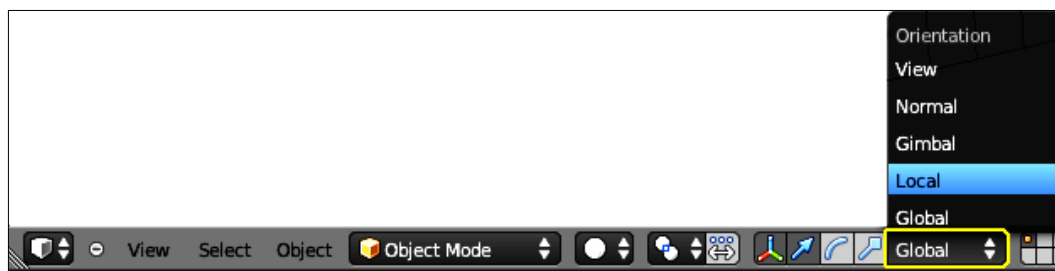 Orientation
View
Normal
Gimbal
Local
Global
View Select Object Object Mode Global